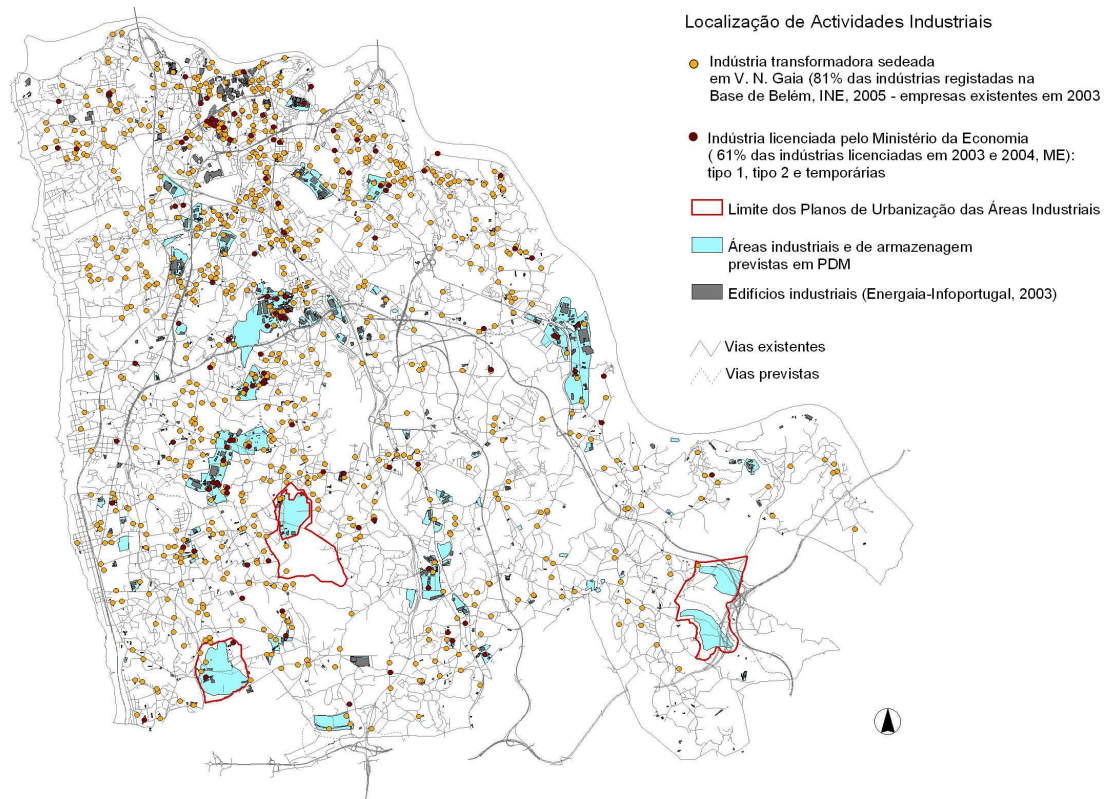 Localização de Actividades Industriais
Indústria transformadora sedeada
em V. N. Gaia (81% das indústrias registadas na
Base de Belém, INE, 2005 - empresas existentes em 2003
Indústria licenciada pelo Ministério da Economia
( 61% das indústrias licenciadas em 2003 e 2004, ME):
tipo 1, tipo 2 e temporárias
Limite dos Planos de Urbanização das Áreas Industriais
Áreas industriais e de armazenagem
previstas em PDM
Edifícios industriais (Energaia-Infoportugal, 2003)
Vias existentes
Vias previstas